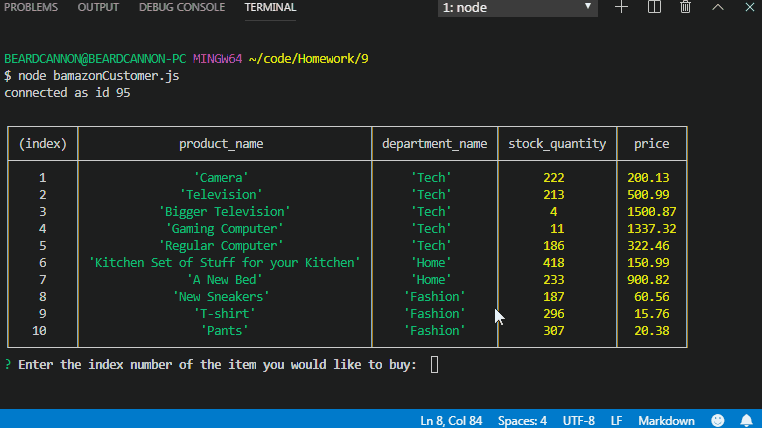 PROBLEMS OUTPUT DEBUG CONSOLE TERMINAL 1: node
BEARDCANNON@BEARDCANNON-PC MINGW64 ~/code/Homework/9
$ node bamazonCustomer.js
connected as id 95
(index) product_name department_name stock_quantity price
1 'Camera' 'Tech' 222 200.13
2 'Television' 'Tech' 213 500.99
3 'Bigger Television' 'Tech' 4 1500.87
4 'Gaming Computer' 'Tech' 11 1337.32
5 'Regular Computer' 'Tech' 186 322.46
6 'Kitchen Set of Stuff for your Kitchen' 'Home' 418 150.99
7 'A New Bed' 'Home' 233 900.82
8 'New Sneakers' 'Fashion' 187 60.56
9 'T-shirt' 'Fashion' 296 15.76
10 'Pants' 'Fashion' 307 20.38
? Enter the index number of the item you would like to buy:
Ln 8, Col 84 Spaces: 4 UTF-8 LF Markdown